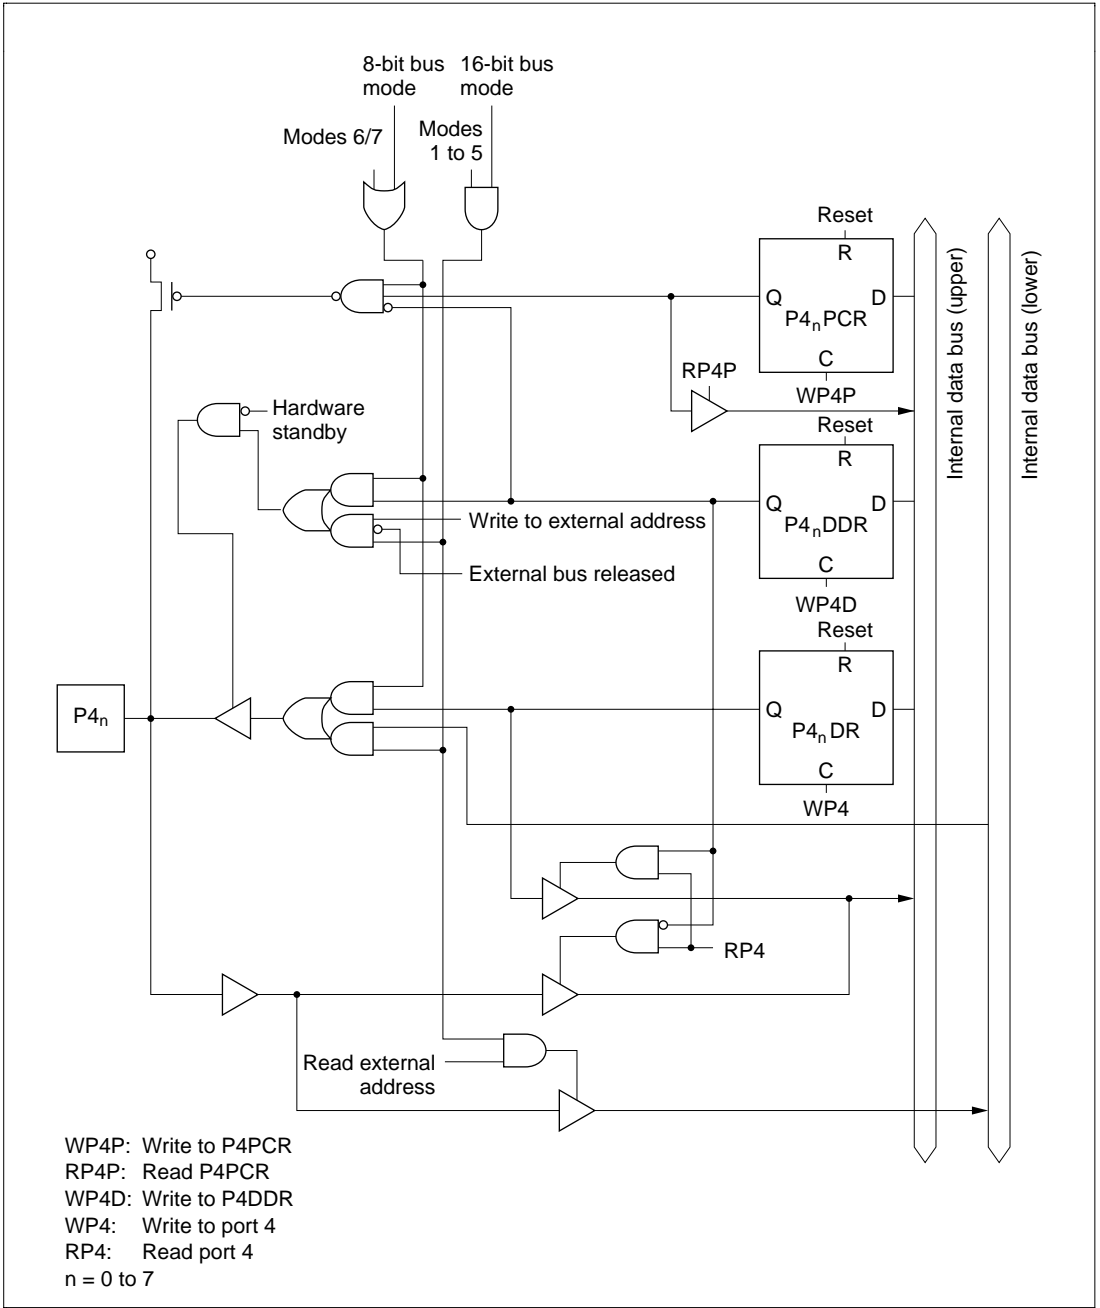 8-bit bus mode
16-bit bus mode
Modes 6/7
Modes 1 to 5
Reset
R
Q
D
P4nPCR
C
WP4P
RP4P
Hardware standby
Reset
R
Q
D
P4nDDR
C
WP4D
Write to external address
External bus released
Reset
R
Q
D
P4nDR
C
WP4
P4n
RP4
Read external address
Internal data bus (upper)
Internal data bus (lower)
WP4P: Write to P4PCR
RP4P: Read P4PCR
WP4D: Write to P4DDR
WP4: Write to port 4
RP4: Read port 4
n = 0 to 7